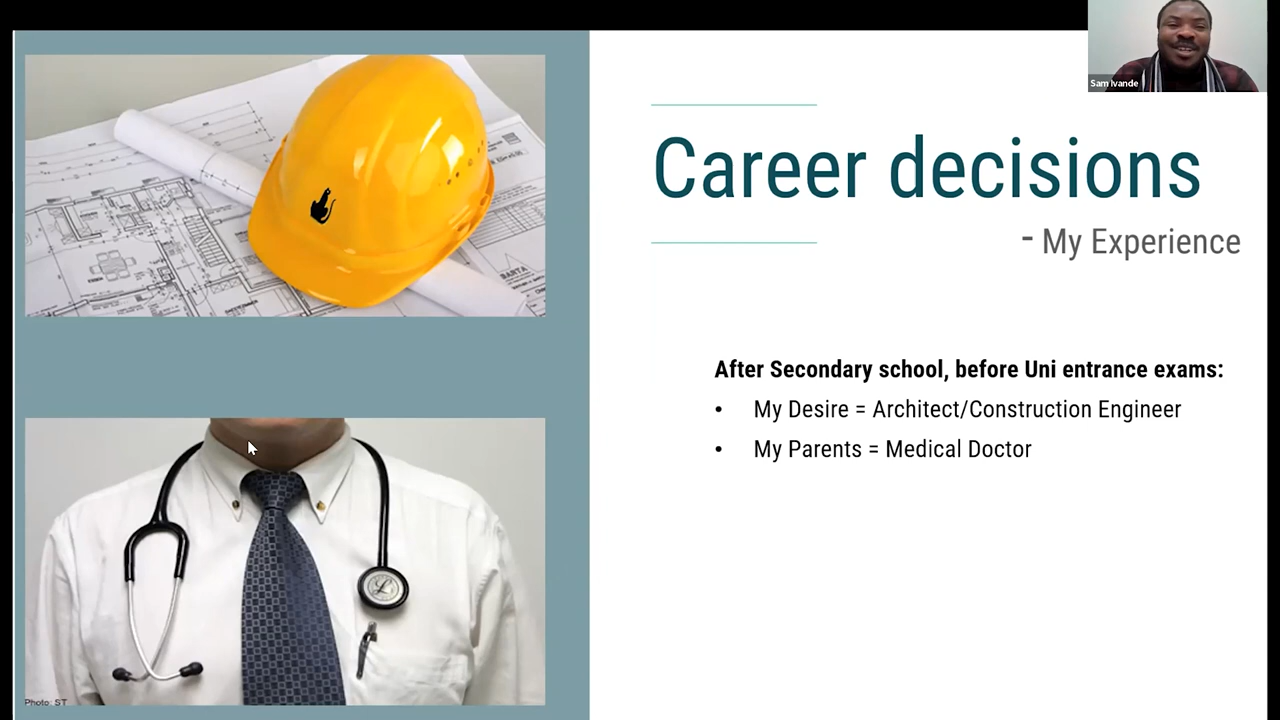 Sam Ivande
Career decisions
- My Experience
After Secondary school, before Uni entrance exams:
• My Desire = Architect/Construction Engineer
• My Parents = Medical Doctor
Photo: ST